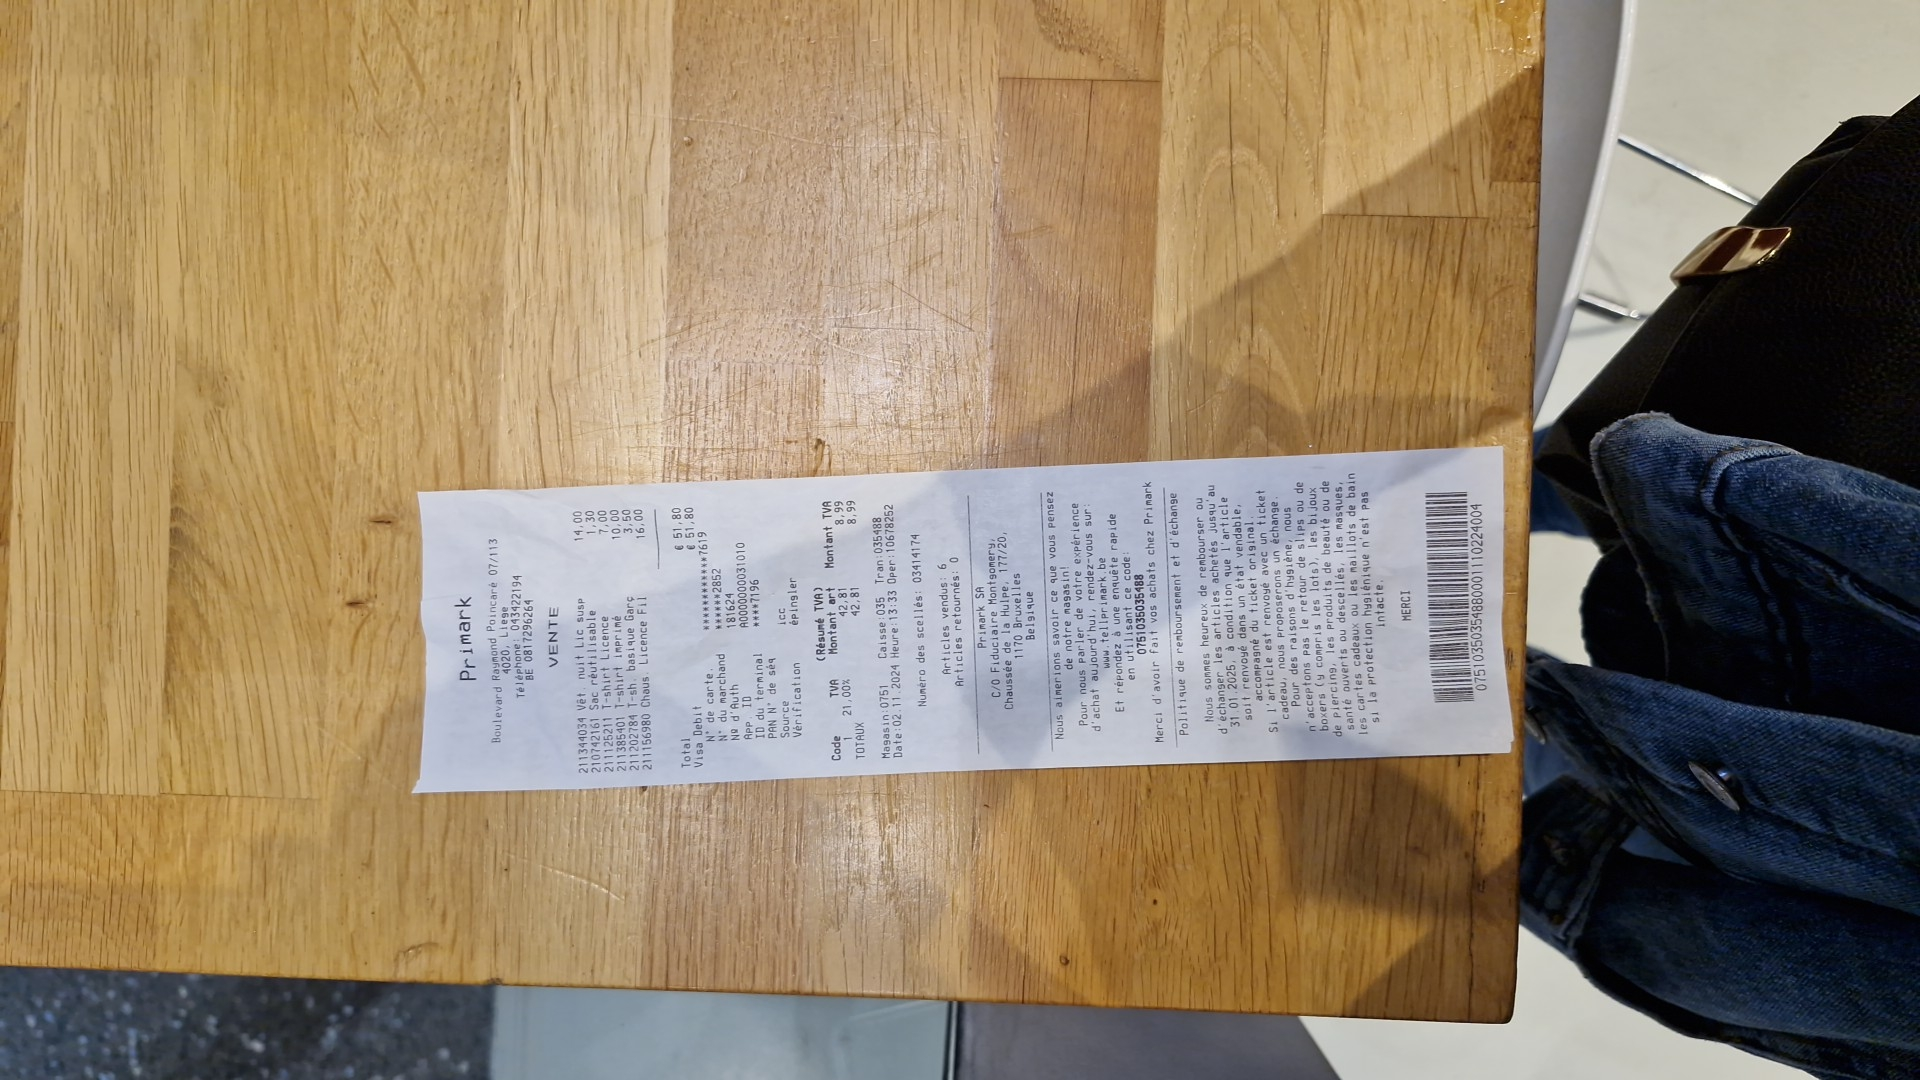 Primark
Boulevard Raymond Poincaré 07/113
4020, Liege
Téléphone:043422194
BE 0817296264
VENTE
211344034 Vêt. nuit Lic susp 14,00
210742161 Sac réutilisable 1,30
211125211 T-shirt Licence 7,00
211385401 T-shirt imprimé 10,00
211202784 T-sh. basique Garç 3,50
211156980 Chaus. Licence Fil 16,00
Total € 51,80
Visa Debit € 51,80
N° de carte. ************7619
N° du marchand ******2852
Nº d'Auth 181624
App. ID A0000000031010
ID du terminal ****7196
PAN N° de séq
Source icc
Vérification épingler
(Résumé TVA)
Code TVA Montant art Montant TVA
1 21.00% 42,81 8,99
TOTAUX 42,81 8,99
Magasin:0751 Caisse:035 Tran:035488
Date:02.11.2024 Heure:13:33 Oper:10678252
Numéro des scellés: 03414174
Articles vendus: 6
Articles retournés: 0
Primark SA
C/O Fiduciaire Montgomery,
Chaussée de la Hulpe, 177/20,
1170 Bruxelles
Belgique
Nous aimerions savoir ce que vous pensez
de notre magasin!
Pour nous parler de votre expérience
d'achat aujourd'hui, rendez-vous sur:
www.tellprimark.be
Et répondez à une enquête rapide
en utilisant ce code:
0751035035488
Merci d'avoir fait vos achats chez Primark
Politique de remboursement et d'échange
Nous sommes heureux de rembourser ou
d'échanger les articles achetés jusqu'au
31.01.2025, à condition que l'article
soit renvoyé dans un état vendable,
accompagné du ticket original.
Si l'article est renvoyé avec un ticket
cadeau, nous proposerons un échange.
Pour des raisons d'hygiène, nous
n'acceptons pas le retour de slips ou de
boxers (y compris les lots), les bijoux
de piercing, les produits de beauté ou de
santé ouverts ou descellés, les masques,
les cartes cadeaux ou les maillots de bain
si la protection hygiénique n'est pas
intacte.
MERCI
0751035035488000111 0224004